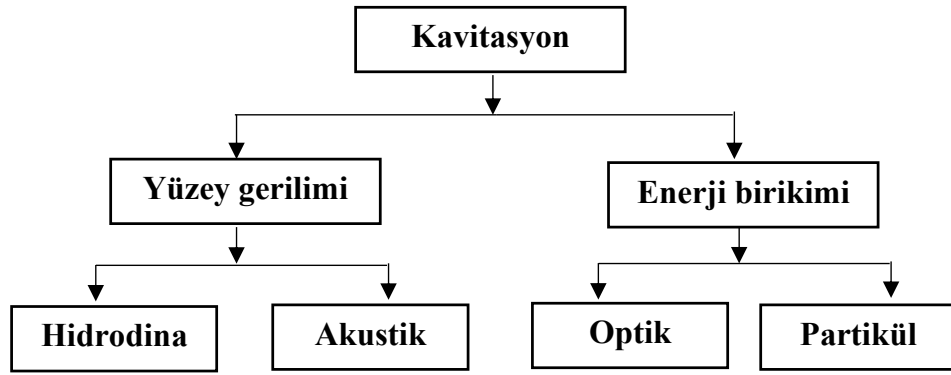 Kavitasyon
Yüzey gerilimi
Enerji birikimi
Hidrodina
Akustik
Optik
Partikül